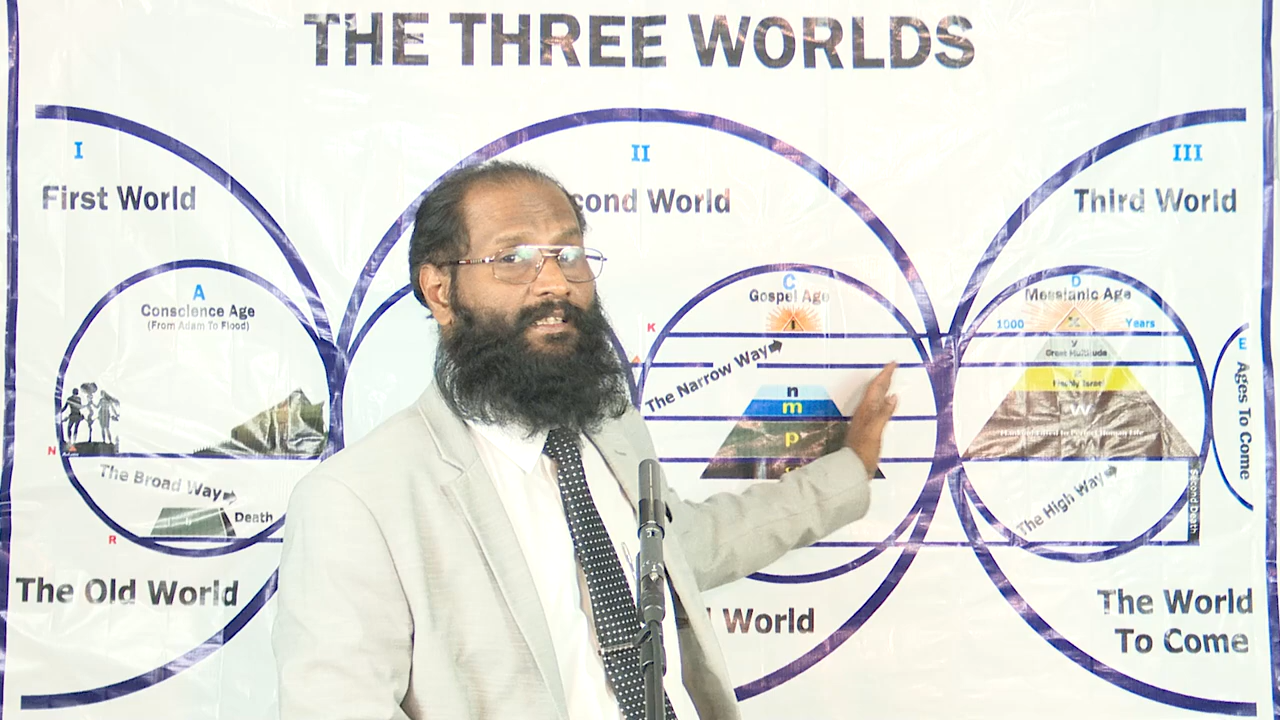 THE THREE WORLDS
I
First World
A
Conscience Age
(From Adam To Flood)
N
The Broad Way
Death
R
The Old World
II
cond World
K
C
Gospel Age
The Narrow Way
n
m
p
World
III
Third World
D
Messianic Age
1000
Years
y
Great Multitude
Fleshly Israel
W
The High Way
Second Death
E
Ages To Come
The World
To Come